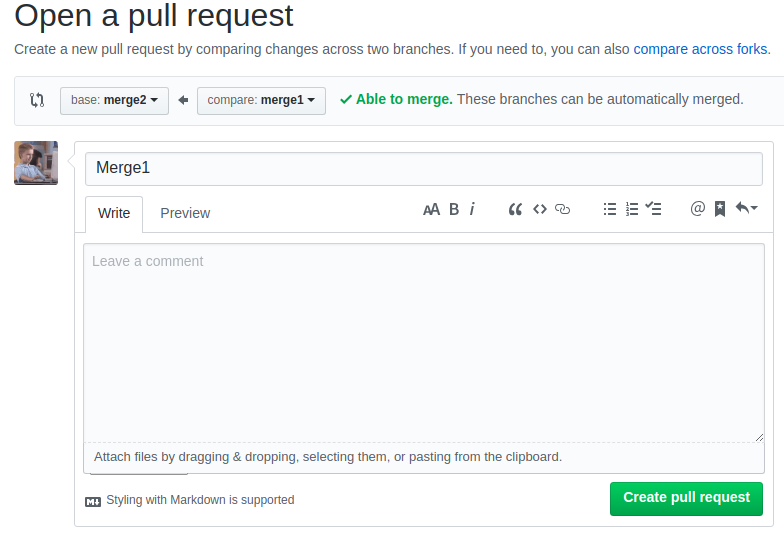 Open a pull request
Create a new pull request by comparing changes across two branches. If you need to, you can also compare across forks.
base: merge2 compare: merge1 Able to merge. These branches can be automatically merged.
Merge1
Write Preview AA B i @
Leave a comment
Attach files by dragging & dropping, selecting them, or pasting from the clipboard.
Styling with Markdown is supported
Create pull request